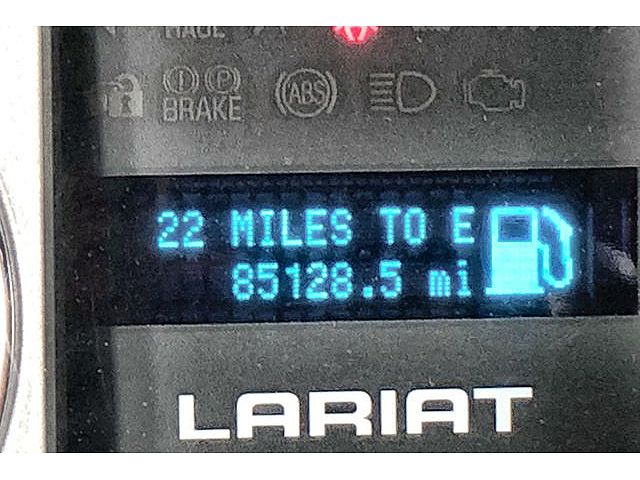 HAUL
BRAKE ABS
22 MILES TO E
85128.5 mi
LARIAT